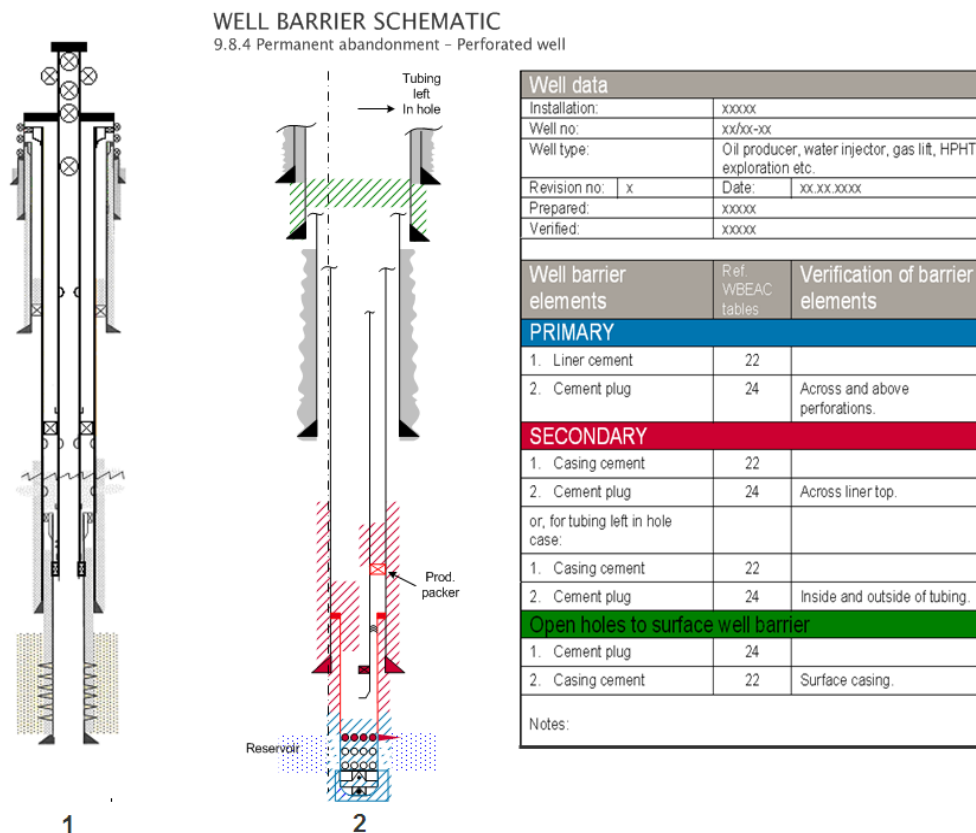 WELL BARRIER SCHEMATIC
9.8.4 Permanent abandonment – Perforated well
Tubing
left
In hole
Prod.
packer
Reservoir
1
2
Well data
Installation: xxxxx
Well no: xx/xx-xx
Well type: Oil producer, water injector, gas lift, HPHT
exploration etc.
Revision no: x Date: xx.xx.xxxx
Prepared: xxxxx
Verified: xxxxx
Well barrier
elements
Ref.
WBEAC
tables
Verification of barrier
elements
PRIMARY
1. Liner cement 22
2. Cement plug 24 Across and above
perforations.
SECONDARY
1. Casing cement 22
2. Cement plug 24 Across liner top.
or, for tubing left in hole
case:
1. Casing cement 22
2. Cement plug 24 Inside and outside of tubing.
Open holes to surface well barrier
1. Cement plug 24
2. Casing cement 22 Surface casing.
Notes: